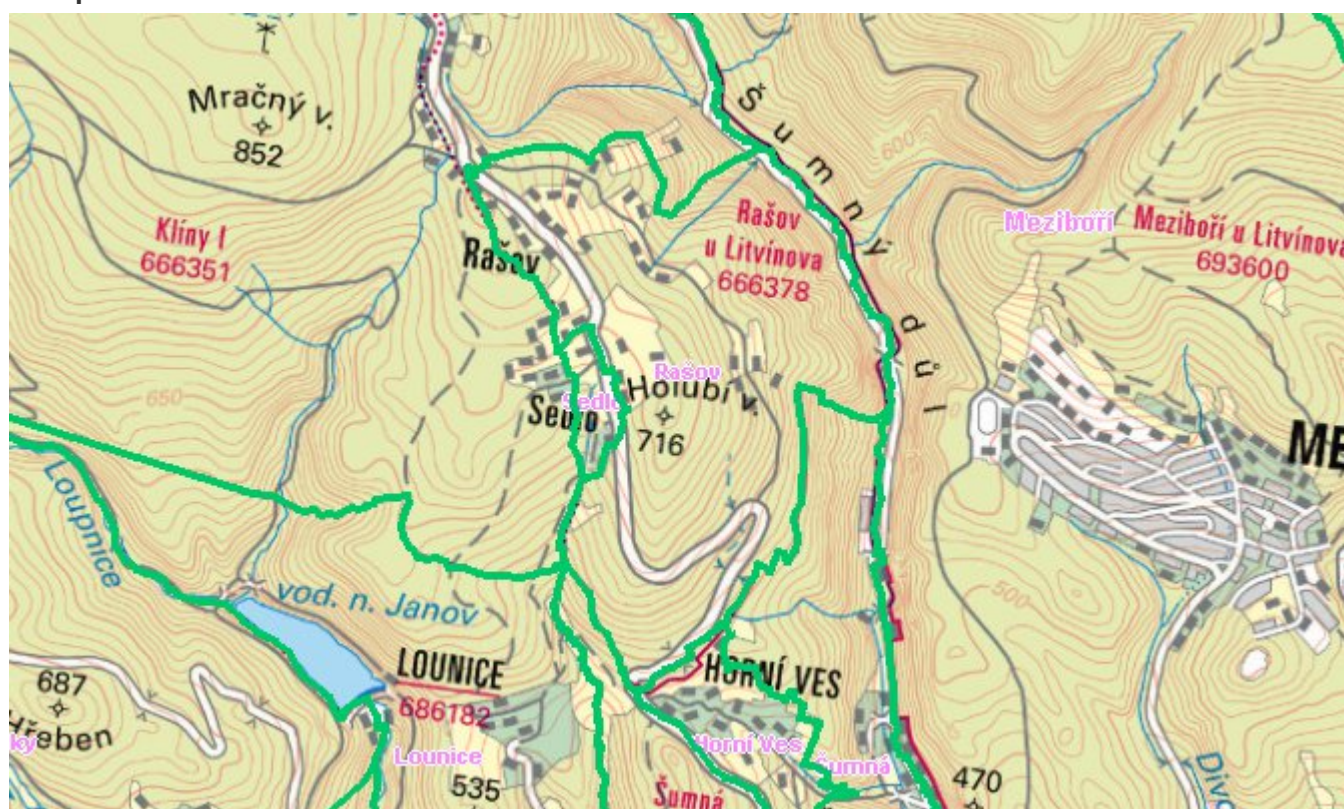 Mračný v.
852
Šumný důl
600
Klíny I
666351
Rašov
Rašov
u Litvínova
666378
Meziboří
Meziboří u Litvínova
693600
650
Rašov
Sedlo
Sedlo
Holubí v.
716
ME
Loupnice
vod. n. Janov
500
687
LOUNICE
686182
HORNÍ VES
Hřeben
ky
Lounice
Horní Ves
Šumná
535
Šumná
470